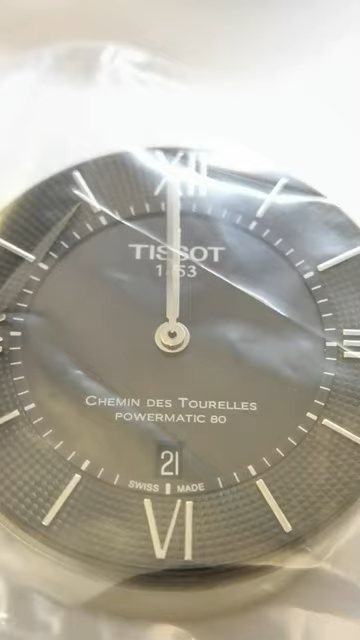 XII
TISSOT
1853
CHEMIN DES TOURELLES
POWERMATIC 80
21
SWISS MADE
VI